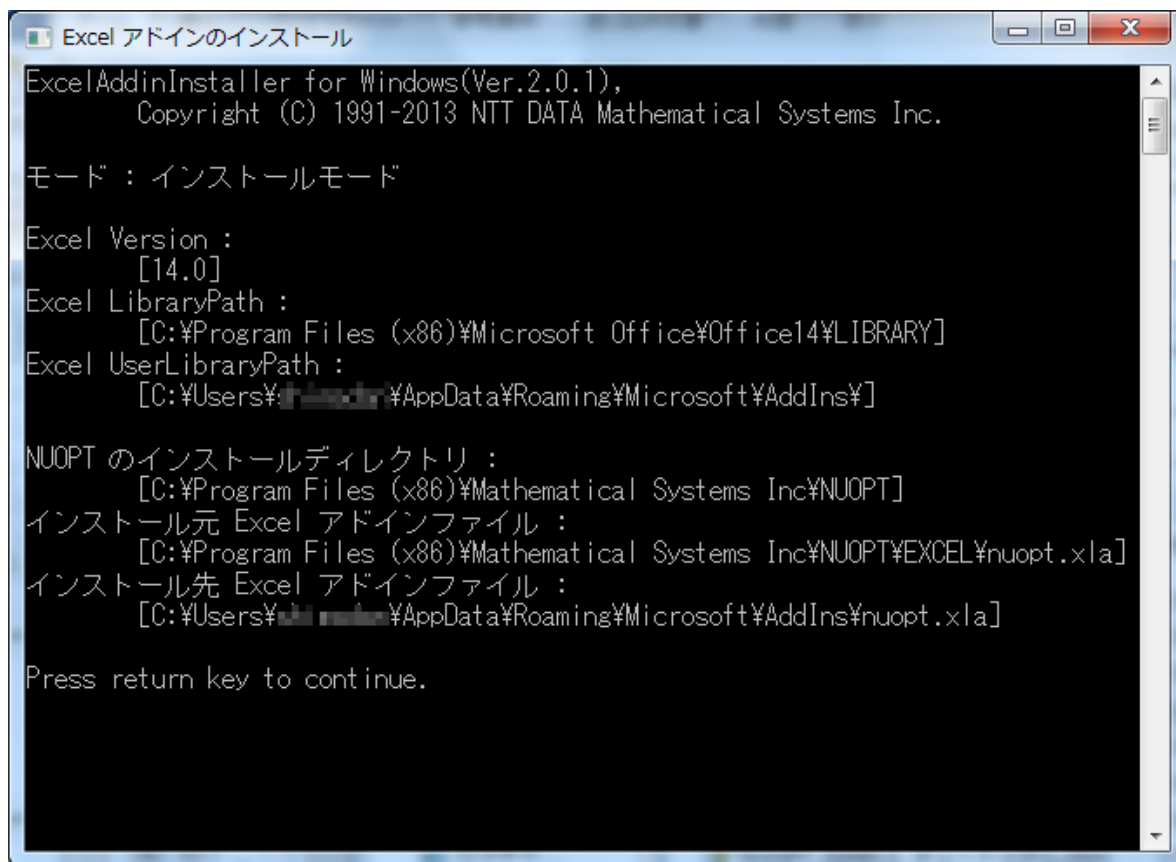 Excel アドインのインストール
ExcelAddinInstaller for Windows(Ver.2.0.1),
Copyright (C) 1991-2013 NTT DATA Mathematical Systems Inc.
モード : インストールモード
Excel Version :
[14.0]
Excel LibraryPath :
[C:¥Program Files (x86)¥Microsoft Office¥Office14¥LIBRARY]
Excel UserLibraryPath :
[C:¥Users¥ ¥AppData¥Roaming¥Microsoft¥AddIns¥]
NUOPT のインストールディレクトリ :
[C:¥Program Files (x86)¥Mathematical Systems Inc¥NUOPT]
インストール元 Excel アドインファイル :
[C:¥Program Files (x86)¥Mathematical Systems Inc¥NUOPT¥EXCEL¥nuopt.xla]
インストール先 Excel アドインファイル :
[C:¥Users¥ ¥AppData¥Roaming¥Microsoft¥AddIns¥nuopt.xla]
Press return key to continue.